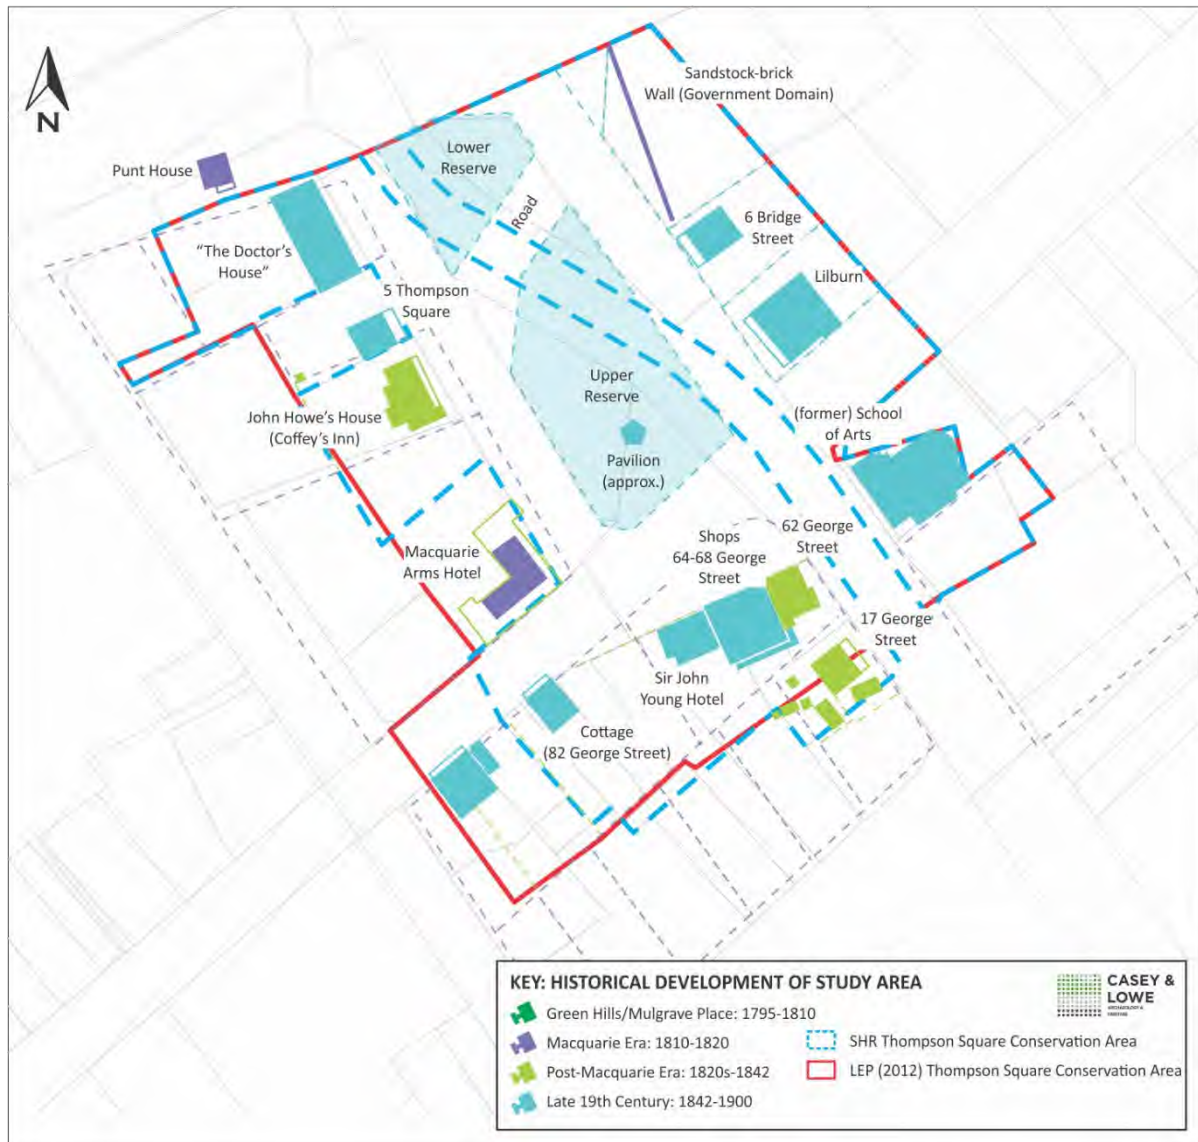 Sandstock-brick
Wall (Government Domain)
Lower
Reserve
Punt House
Road
6 Bridge
Street
"The Doctor's
House"
Lilburn
5 Thompson
Square
N
Upper
Reserve
John Howe's House
(Coffey's Inn)
(former) School
of Arts
Pavilion
(approx.)
Macquarie
Arms Hotel
Shops
64-68 George
Street
62 George
Street
17 George
Street
Sir John
Young Hotel
Cottage
(82 George Street)
KEY: HISTORICAL DEVELOPMENT OF STUDY AREA
Green Hills/Mulgrave Place: 1795-1810
Macquarie Era: 1810-1820
Post-Macquarie Era: 1820s-1842
Late 19th Century: 1842-1900
CASEY &
LOWE
SHR Thompson Square Conservation Area
LEP (2012) Thompson Square Conservation Area